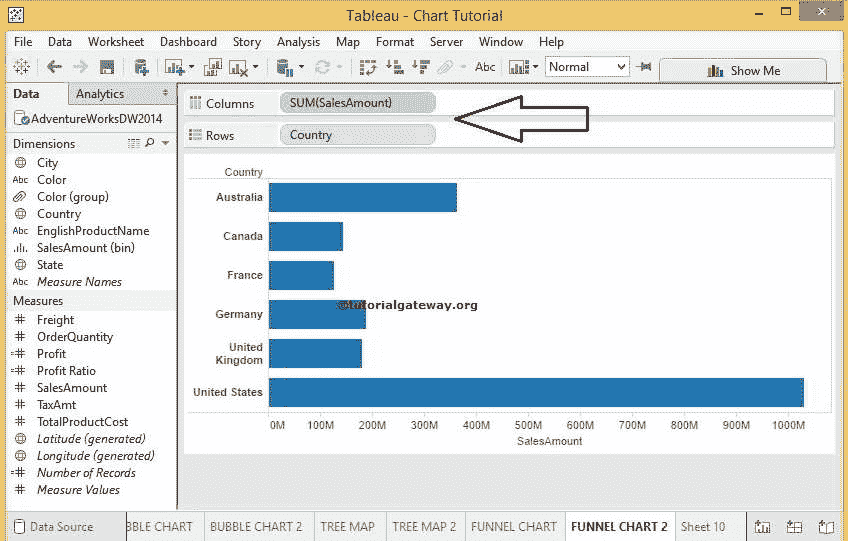 Tableau - Chart Tutorial
File Data Worksheet Dashboard Story Analysis Map Format Server Window Help
Abc Normal Show Me
Data Analytics
AdventureWorksDW2014
Dimensions
City
Abc Color
Color (group)
Country
Abc EnglishProductName
SalesAmount (bin)
State
Abc Measure Names
Measures
Freight
OrderQuantity
Profit
Profit Ratio
SalesAmount
TaxAmt
TotalProductCost
Latitude (generated)
Longitude (generated)
Number of Records
Measure Values
Columns SUM(SalesAmount)
Rows Country
Country
Australia
Canada
France
Germany
©tutorialgateway.org
United
Kingdom
United States
0M 100M 200M 300M 400M 500M 600M 700M 800M 900M 1000M
SalesAmount
Data Source BBLE CHART BUBBLE CHART 2 TREE MAP TREE MAP 2 FUNNEL CHART FUNNEL CHART 2 Sheet 10